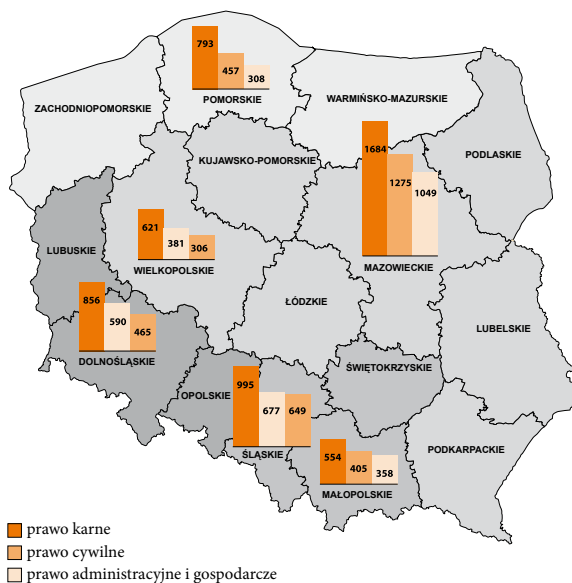 793
457
308
POMORSKIE
ZACHODNIOPOMORSKIE
WARMIŃSKO-MAZURSKIE
1684
1275
1049
MAZOWIECKIE
PODLASKIE
KUJAWSKO-POMORSKIE
621
381
306
WIELKOPOLSKIE
LUBUSKIE
856
590
465
DOLNOŚLĄSKIE
ŁÓDZKIE
LUBELSKIE
OPOLSKIE
995
677
649
ŚLĄSKIE
ŚWIĘTOKRZYSKIE
554
405
358
MAŁOPOLSKIE
PODKARPACKIE
prawo karne
prawo cywilne
prawo administracyjne i gospodarcze